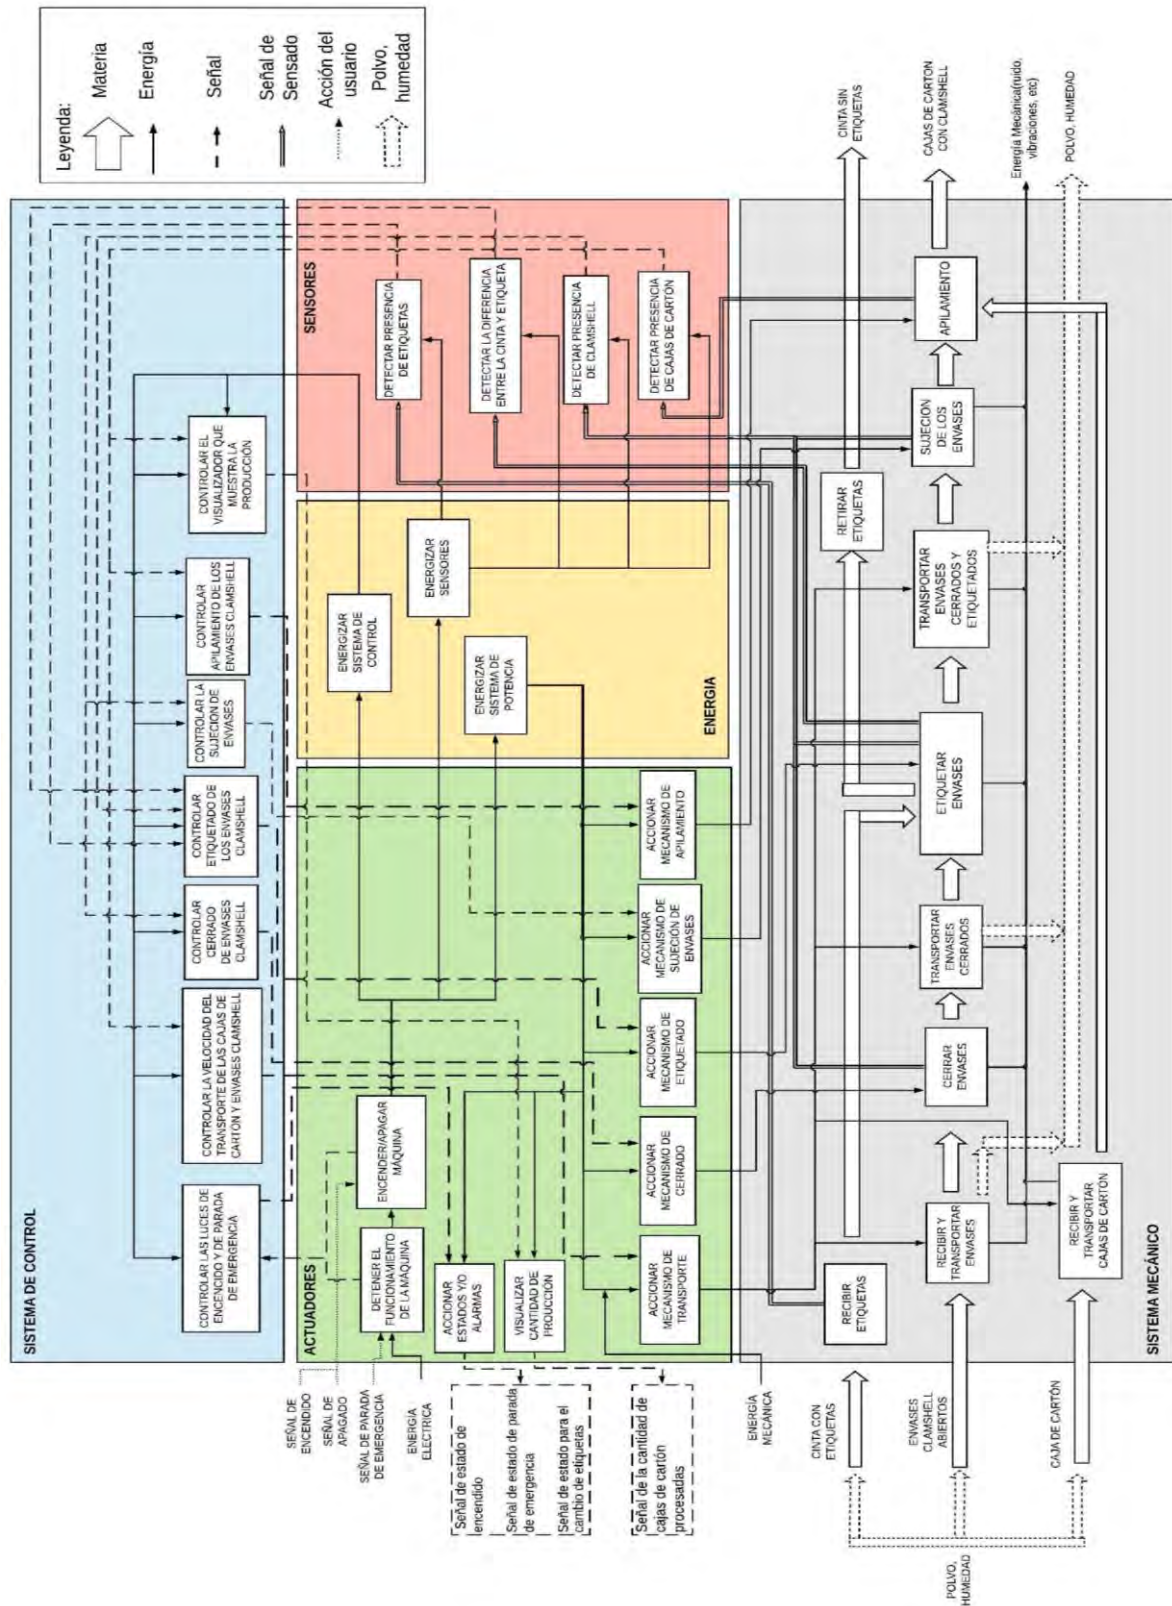 Leyenda:
Materia
Energía
Señal
Señal de
Sensado
Acción del
usuario
Polvo,
humedad
SISTEMA DE CONTROL
CONTROLAR LAS LUCES DE
ENCENCIDO Y DE PARADA
DE EMERGENCIA
CONTROLAR LA VELOCIDAD DEL
TRANSPORTE DE LAS CAJAS DE
CARTÓN Y ENVASES CLAMSHELL
CONTROLAR
CERRADO
DE ENVASES
CLAMSHELL
CONTROLAR
ETIQUETADO DE
LOS ENVASES
CLAMSHELL
CONTROLAR LA
SUJECIÓN DE
ENVASES
CONTROLAR
APILAMIENTO DE LOS
ENVASES CLAMSHELL
CONTROLAR EL
VISUALIZADOR QUE
MUESTRA LA
PRODUCCIÓN
ACTUADORES
SEÑAL DE
ENCENDIDO
SEÑAL DE
APAGADO
SEÑAL DE PARADA
DE EMERGENCIA
ENERGÍA
ELECTRICA
DETENER EL
FUNCIONAMIENTO
DE LA MÁQUINA
ENCENDER/APAGAR
MÁQUINA
ACCIONAR
ESTADOS Y/O
ALARMAS
VISUALIZAR
CANTIDAD DE
PROUCCIÓN
ACCIONAR
MECANISMO DE
TRANSPORTE
ACCIONAR
MECANISMO DE
CERRADO
ACCIONAR
MECANISMO DE
ETIQUETADO
ACCIONAR
MECANISMO DE
SUJECIÓN DE
ENVASES
ACCIONAR
MECANISMO DE
APILAMIENTO
Señal de estado de
encendido
Señal de estado de parada
de emergencia
Señal de estado para el
cambio de etiquetas
Señal de la cantidad de
cajas de cartón
procesadas
ENERGIA
ENERGIZAR
SISTEMA DE
CONTROL
ENERGIZAR
SENSORES
ENERGIZAR
SISTEMA DE
POTENCIA
SENSORES
DETECTAR PRESENCIA
DE ETIQUETAS
DETECTAR LA DIFERENCIA
ENTRE LA CINTA Y ETIQUETA
DETECTAR PRESENCIA
DE CLAMSHELL
DETECTAR PRESENCIA
DE CAJAS DE CARTÓN
SISTEMA MECÁNICO
ENERGÍA
MECÁNICA
CINTA CON
ETIQUETAS
ENVASES
CLAMSHELL
ABIERTOS
CAJA DE CARTÓN
POLVO,
HUMEDAD
RECIBIR
ETIQUETAS
RETIRAR
ETIQUETAS
RECIBIR Y
TRANSPORTAR
ENVASES
CERRAR
ENVASES
TRANSPORTAR
ENVASES
CERRADOS
ETIQUETAR
ENVASES
TRANSPORTAR
ENVASES
CERRADOS Y
ETIQUETADOS
SUJECION
DE LOS
ENVASES
APILAMIENTO
RECIBIR Y
TRANSPORTAR
CAJAS DE CARTÓN
CINTA SIN
ETIQUETAS
CAJAS DE CARTON
CON CLAMSHELL
Energía Mecánica(ruido,
vibraciones, etc)
POLVO, HUMEDAD